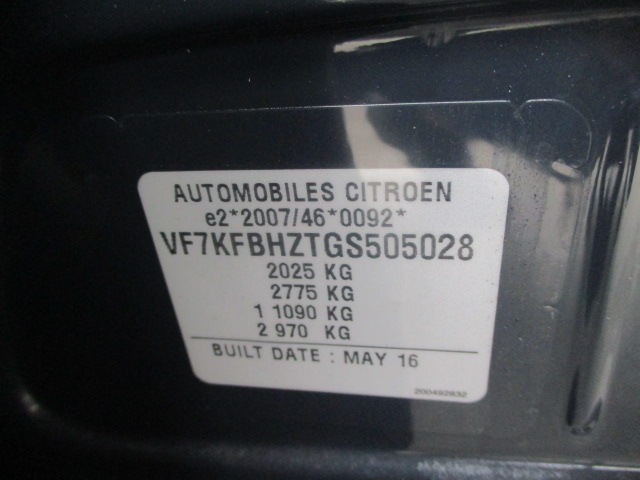 AUTOMOBILES CITROEN
e2*2007/46*0092*
VF7KFBHZTGS505028
2025 KG
2775 KG
1 1090 KG
2 970 KG
BUILT DATE : MAY 16
200492832